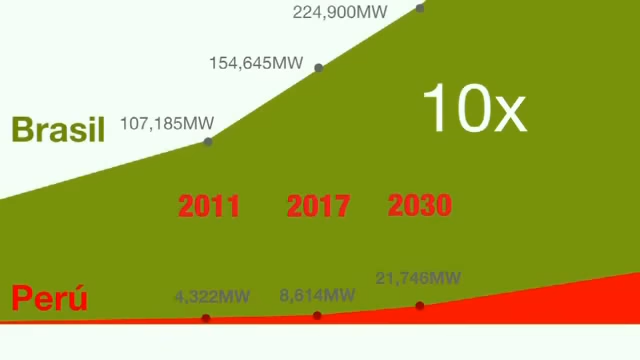 224,900MW
154,645MW
10x
Brasil
107,185MW
2011
2017
2030
21,746MW
Perú
4,322MW
8,614MW